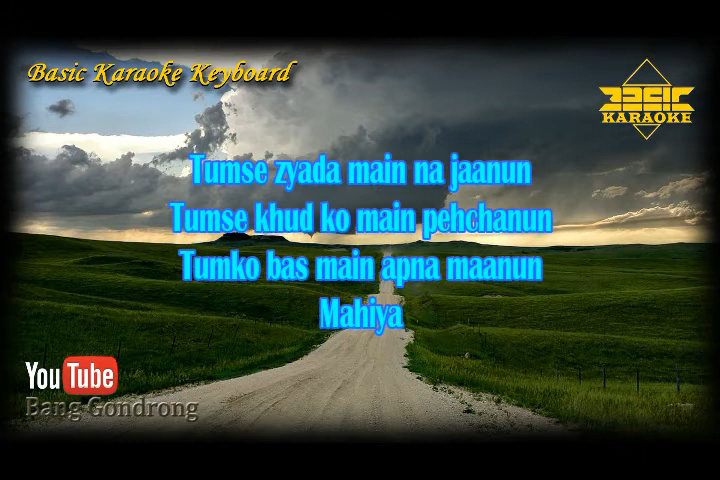 Basic Karaoke Keyboard
BASIC
KARAOKE
Tumse zyada main na jaanun
Tumse khud ko main pehchanun
Tumko bas main apna maanun
Mahiya
YouTube
Bang Gondrong